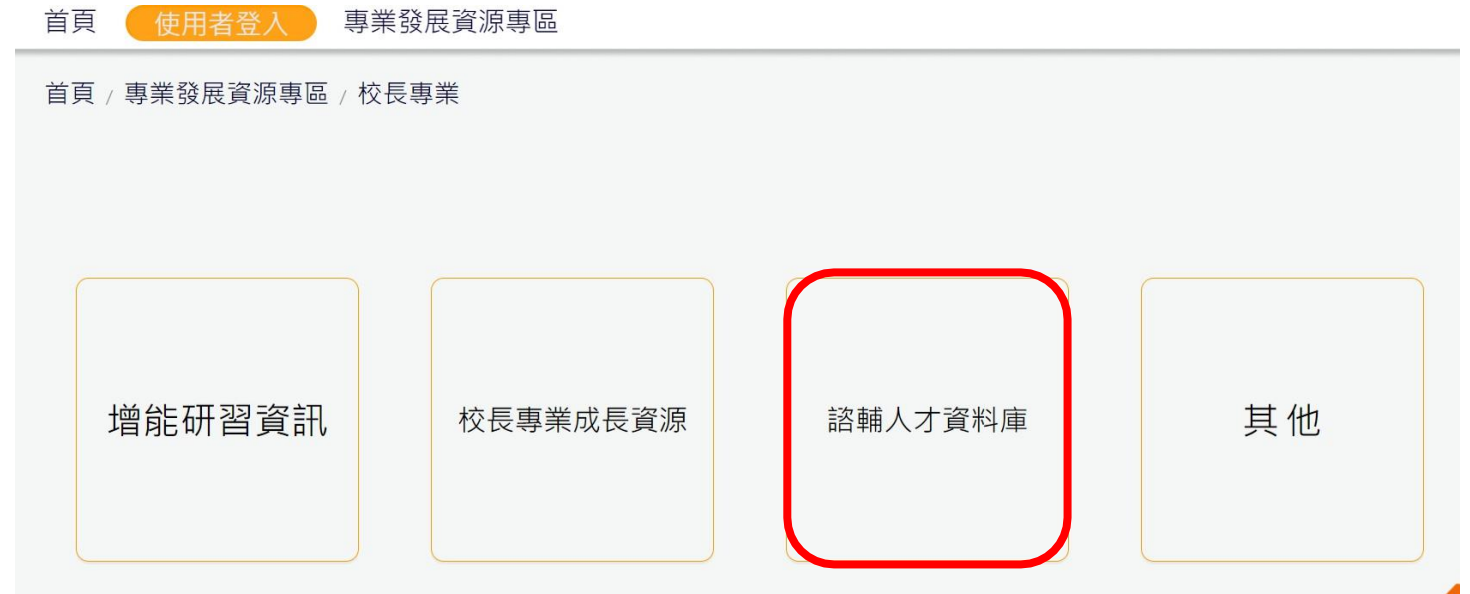 首頁 使用者登入 專業發展資源專區
首頁 / 專業發展資源專區 / 校長專業
增能研習資訊 校長專業成長資源 諮輔人才資料庫 其他